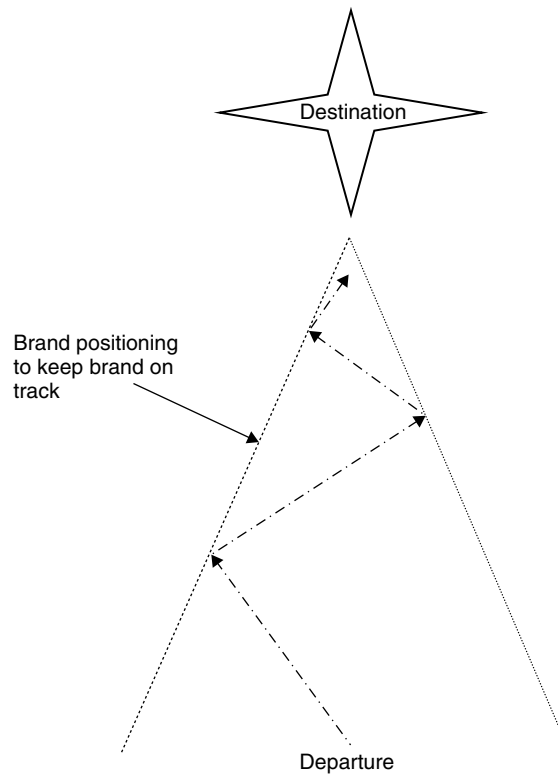 Destination
Brand positioning
to keep brand on
track
Departure